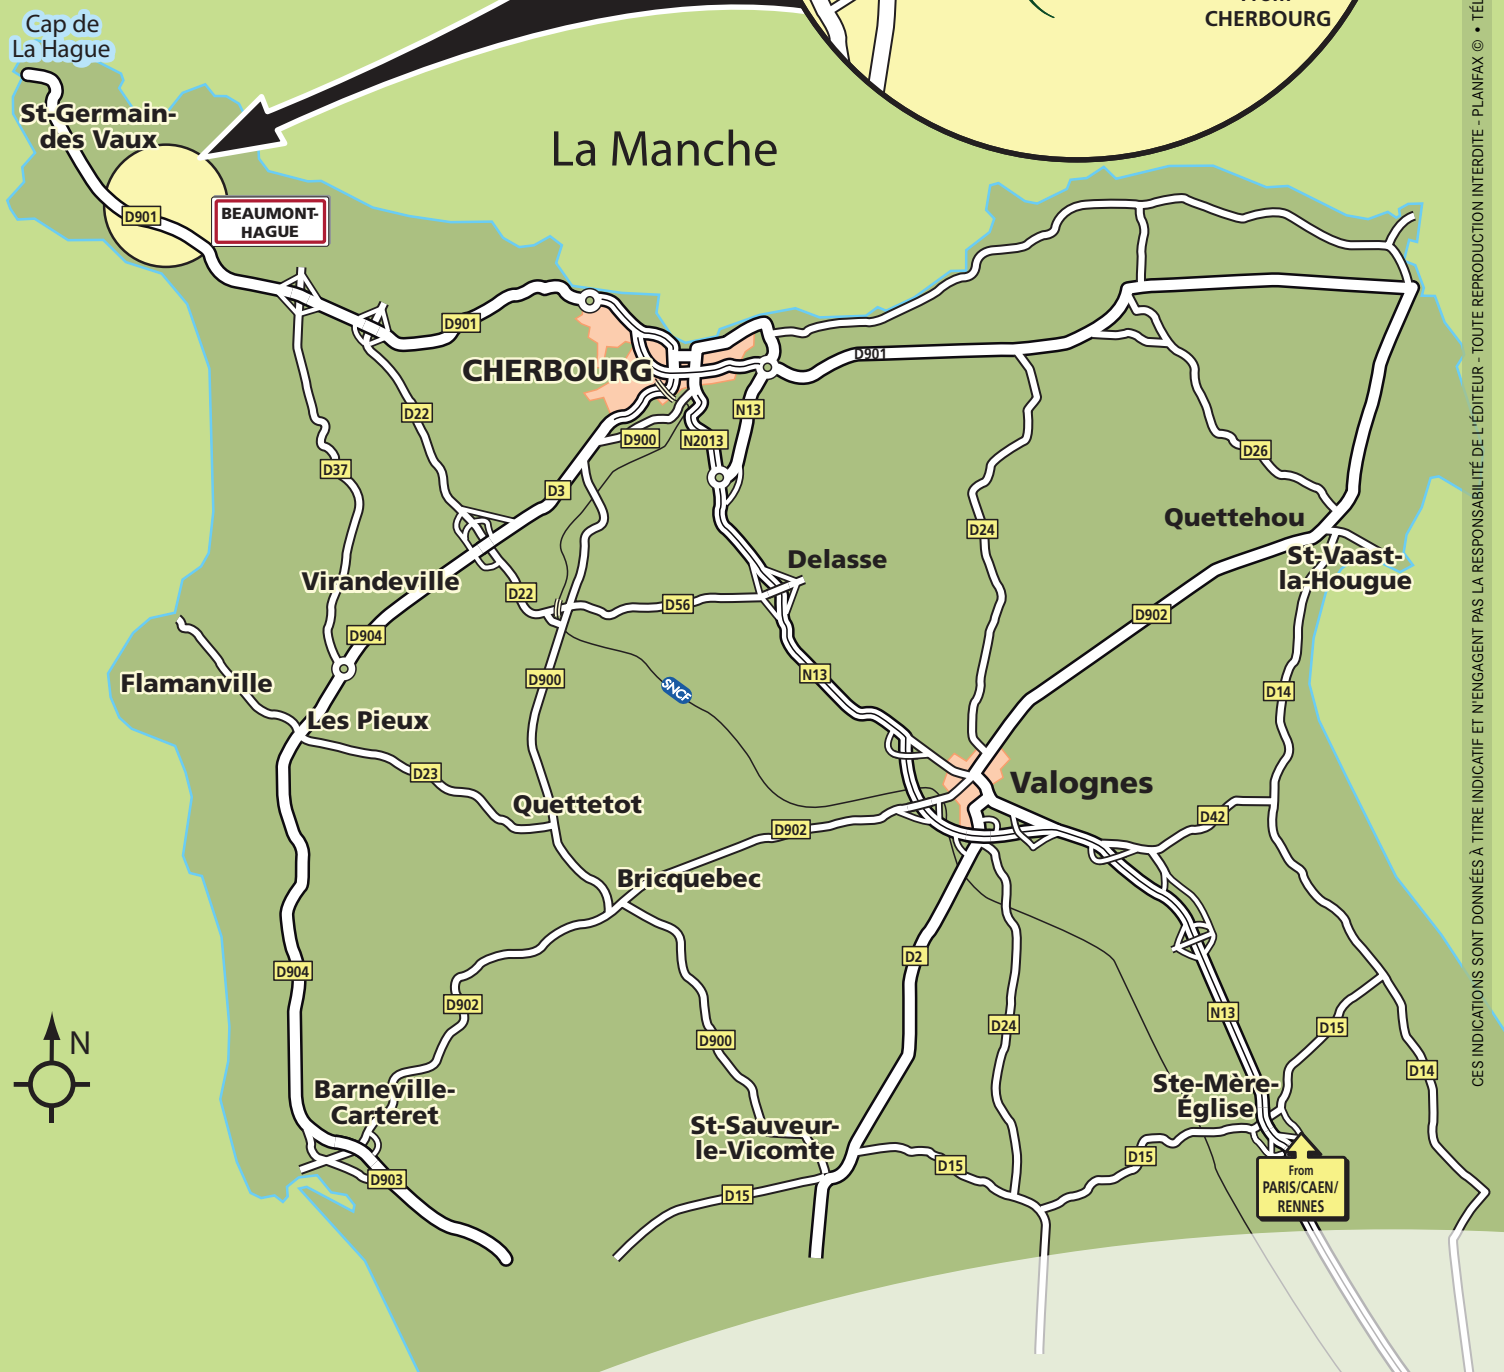 Cap de
La Hague
CHERBOURG
St-Germain-
des Vaux
La Manche
D901
BEAUMONT-
HAGUE
D901
D901
CHERBOURG
D22
N13
D900
N2013
D37
D26
D3
Quettehou
D24
St-Vaast-
la-Hougue
Delasse
Virandeville
D22
D56
D902
D904
Flamanville
D900
SNCF
N13
D14
Les Pieux
D23
Valognes
Quettetot
D42
D902
Bricquebec
D2
D904
D902
N13
D24
D15
D900
D14
N
Barneville-
Carteret
Ste-Mère-
Église
St-Sauveur-
le-Vicomte
D15
D15
D903
D15
From
PARIS/CAEN/
RENNES
CES INDICATIONS SONT DONNÉES À TITRE INDICATIF ET N'ENGAGENT PAS LA RESPONSABILITÉ DE L'ÉDITEUR - TOUTE REPRODUCTION INTERDITE - PLANFAX © • TÉL